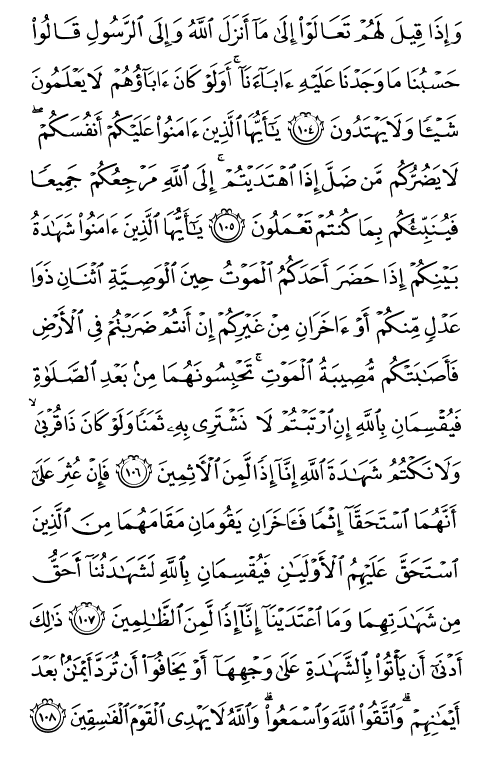 وَإِذَا قِيلَ لَهُمۡ تَعَالَوۡاْ إِلَىٰ مَآ أَنزَلَ ٱللَّهُ وَإِلَى ٱلرَّسُولِ قَالُواْ
حَسۡبُنَا مَا وَجَدۡنَا عَلَيۡهِ ءَابَآءَنَآۚ أَوَلَوۡ كَانَ ءَابَآؤُهُمۡ لَا يَعۡلَمُونَ
شَيۡـٔٗا وَلَا يَهۡتَدُونَ ١٠٤ يَـٰٓأَيُّهَا ٱلَّذِينَ ءَامَنُواْ عَلَيۡكُمۡ أَنفُسَكُمۡۖ
لَا يَضُرُّكُم مَّن ضَلَّ إِذَا ٱهۡتَدَيۡتُمۡۚ إِلَى ٱللَّهِ مَرۡجِعُكُمۡ جَمِيعٗا
فَيُنَبِّئُكُم بِمَا كُنتُمۡ تَعۡمَلُونَ ١٠٥ يَـٰٓأَيُّهَا ٱلَّذِينَ ءَامَنُواْ شَهَٰدَةُ
بَيۡنِكُمۡ إِذَا حَضَرَ أَحَدَكُمُ ٱلۡمَوۡتُ حِينَ ٱلۡوَصِيَّةِ ٱثۡنَانِ ذَوَا
عَدۡلٖ مِّنكُمۡ أَوۡ ءَاخَرَانِ مِنۡ غَيۡرِكُمۡ إِنۡ أَنتُمۡ ضَرَبۡتُمۡ فِي ٱلۡأَرۡضِ
فَأَصَٰبَتۡكُم مُّصِيبَةُ ٱلۡمَوۡتِۚ تَحۡبِسُونَهُمَا مِنۢ بَعۡدِ ٱلصَّلَوٰةِ
فَيُقۡسِمَانِ بِٱللَّهِ إِنِ ٱرۡتَبۡتُمۡ لَا نَشۡتَرِي بِهِۦ ثَمَنٗا وَلَوۡ كَانَ ذَا قُرۡبَىٰ ۙ
وَلَا نَكۡتُمُ شَهَٰدَةَ ٱللَّهِ إِنَّآ إِذٗا لَّمِنَ ٱلۡأٓثِمِينَ ١٠٦ فَإِنۡ عُثِرَ عَلَىٰٓ
أَنَّهُمَا ٱسۡتَحَقَّآ إِثۡمٗا فَـَٔاخَرَانِ يَقُومَانِ مَقَامَهُمَا مِنَ ٱلَّذِينَ
ٱسۡتَحَقَّ عَلَيۡهِمُ ٱلۡأَوۡلَيَٰنِ فَيُقۡسِمَانِ بِٱللَّهِ لَشَهَٰدَتُنَآ أَحَقُّ
مِن شَهَٰدَتِهِمَا وَمَا ٱعۡتَدَيۡنَآ إِنَّآ إِذٗا لَّمِنَ ٱلظَّـٰلِمِينَ ١٠٧ ذَٰلِكَ
أَدۡنَىٰٓ أَن يَأۡتُواْ بِٱلشَّهَٰدَةِ عَلَىٰ وَجۡهِهَآ أَوۡ يَخَافُوٓاْ أَن تُرَدَّ أَيۡمَٰنُۢ بَعۡدَ
أَيۡمَٰنِهِمۡۗ وَٱتَّقُواْ ٱللَّهَ وَٱسۡمَعُواْۗ وَٱللَّهُ لَا يَهۡدِي ٱلۡقَوۡمَ ٱلۡفَٰسِقِينَ ١٠٨